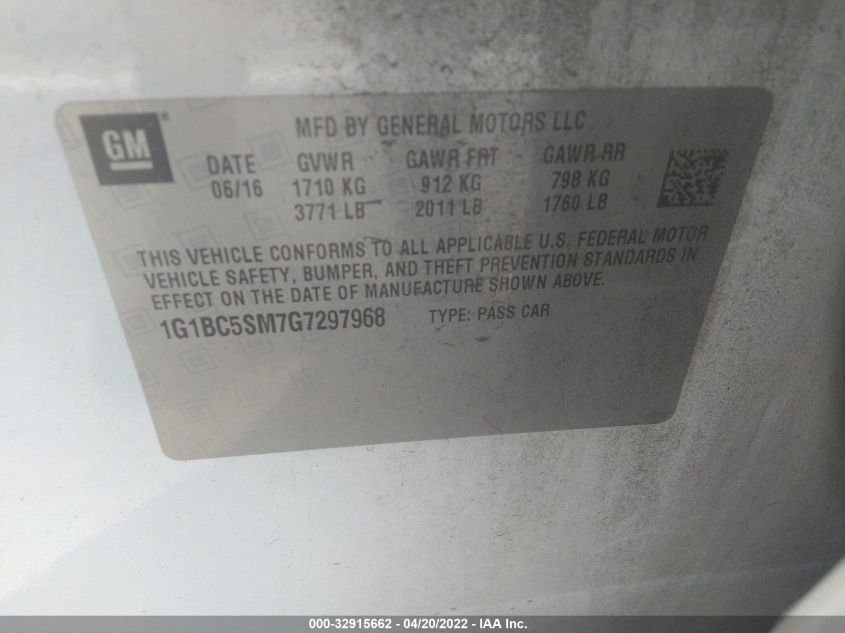 GM ®
MFD BY GENERAL MOTORS LLC
DATE GVWR GAWR FRT GAWR RR
06/16 1710 KG 912 KG 798 KG
3771 LB 2011 LB 1760 LB
THIS VEHICLE CONFORMS TO ALL APPLICABLE U.S. FEDERAL MOTOR
VEHICLE SAFETY, BUMPER, AND THEFT PREVENTION STANDARDS IN
EFFECT ON THE DATE OF MANUFACTURE SHOWN ABOVE.
1G1BC5SM7G7297968 TYPE: PASS CAR
000-32915662 - 04/20/2022 - IAA Inc.